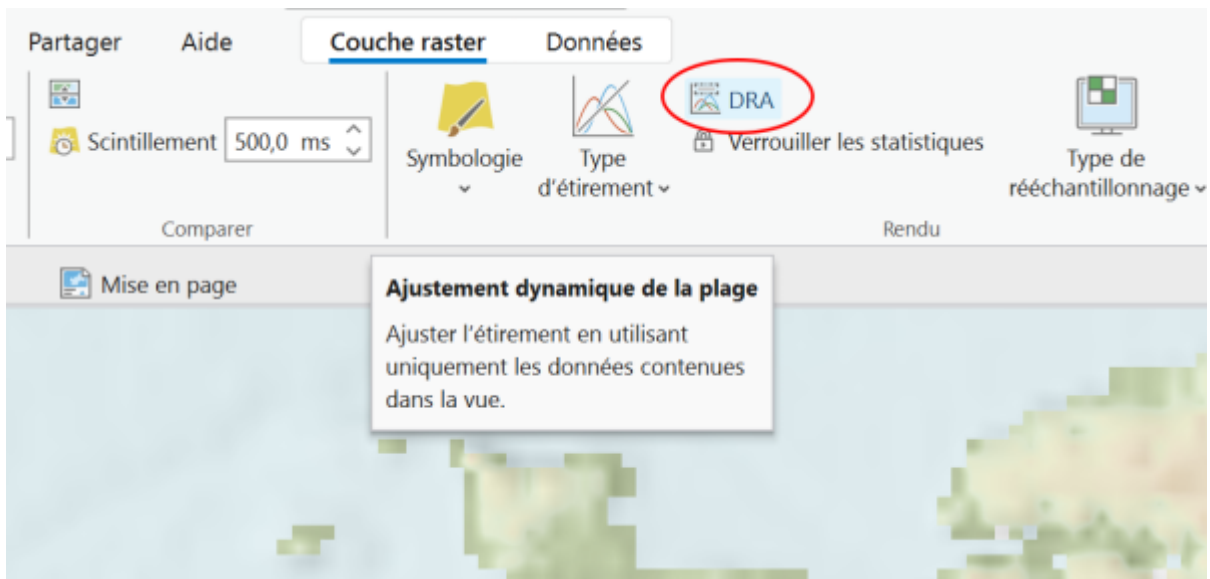 Partager Aide Couche raster Données
DRA
Scintillement 500,0 ms
Verrouiller les statistiques
Symbologie
Type
d'étirement
Type de
rééchantillonnage
Comparer
Rendu
Mise en page
Ajustement dynamique de la plage
Ajuster l'étirement en utilisant
uniquement les données contenues
dans la vue.